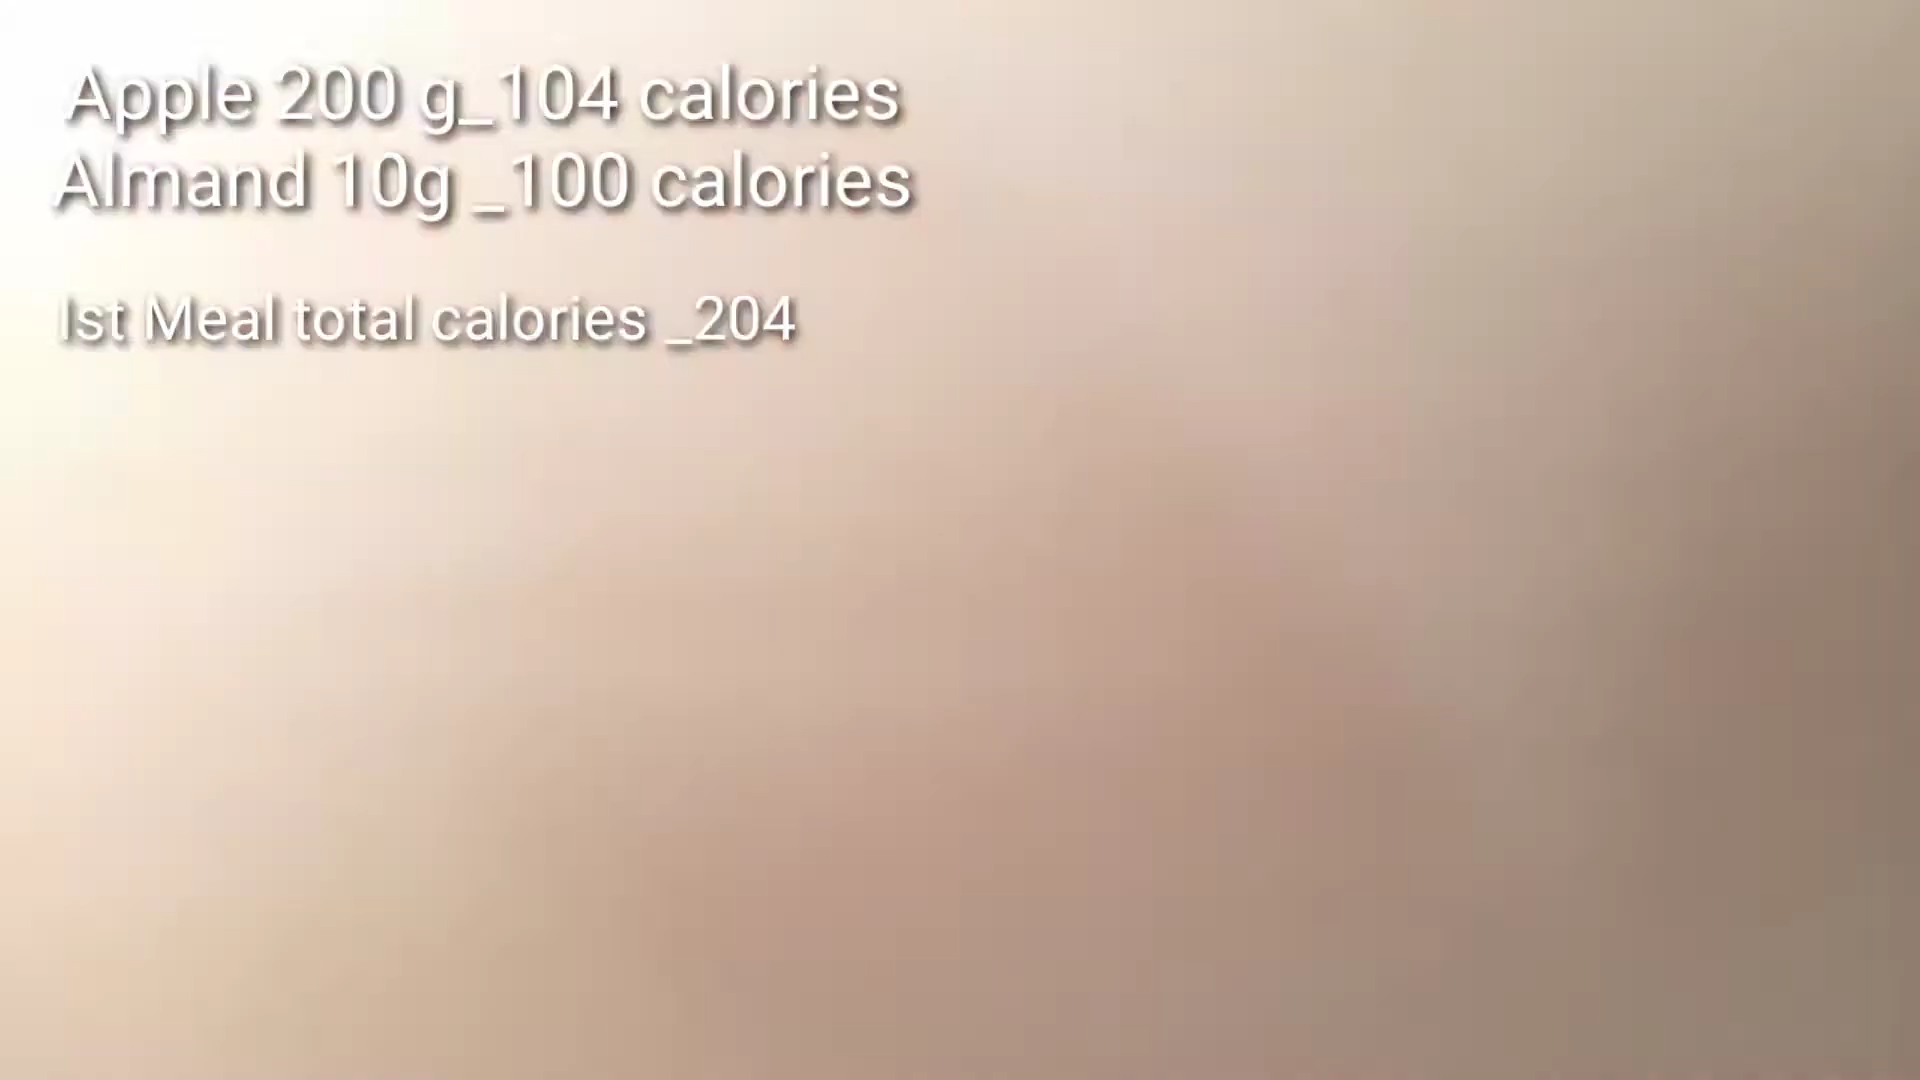 Apple 200 g_104 calories
Almand 10g _100 calories
Ist Meal total calories _204